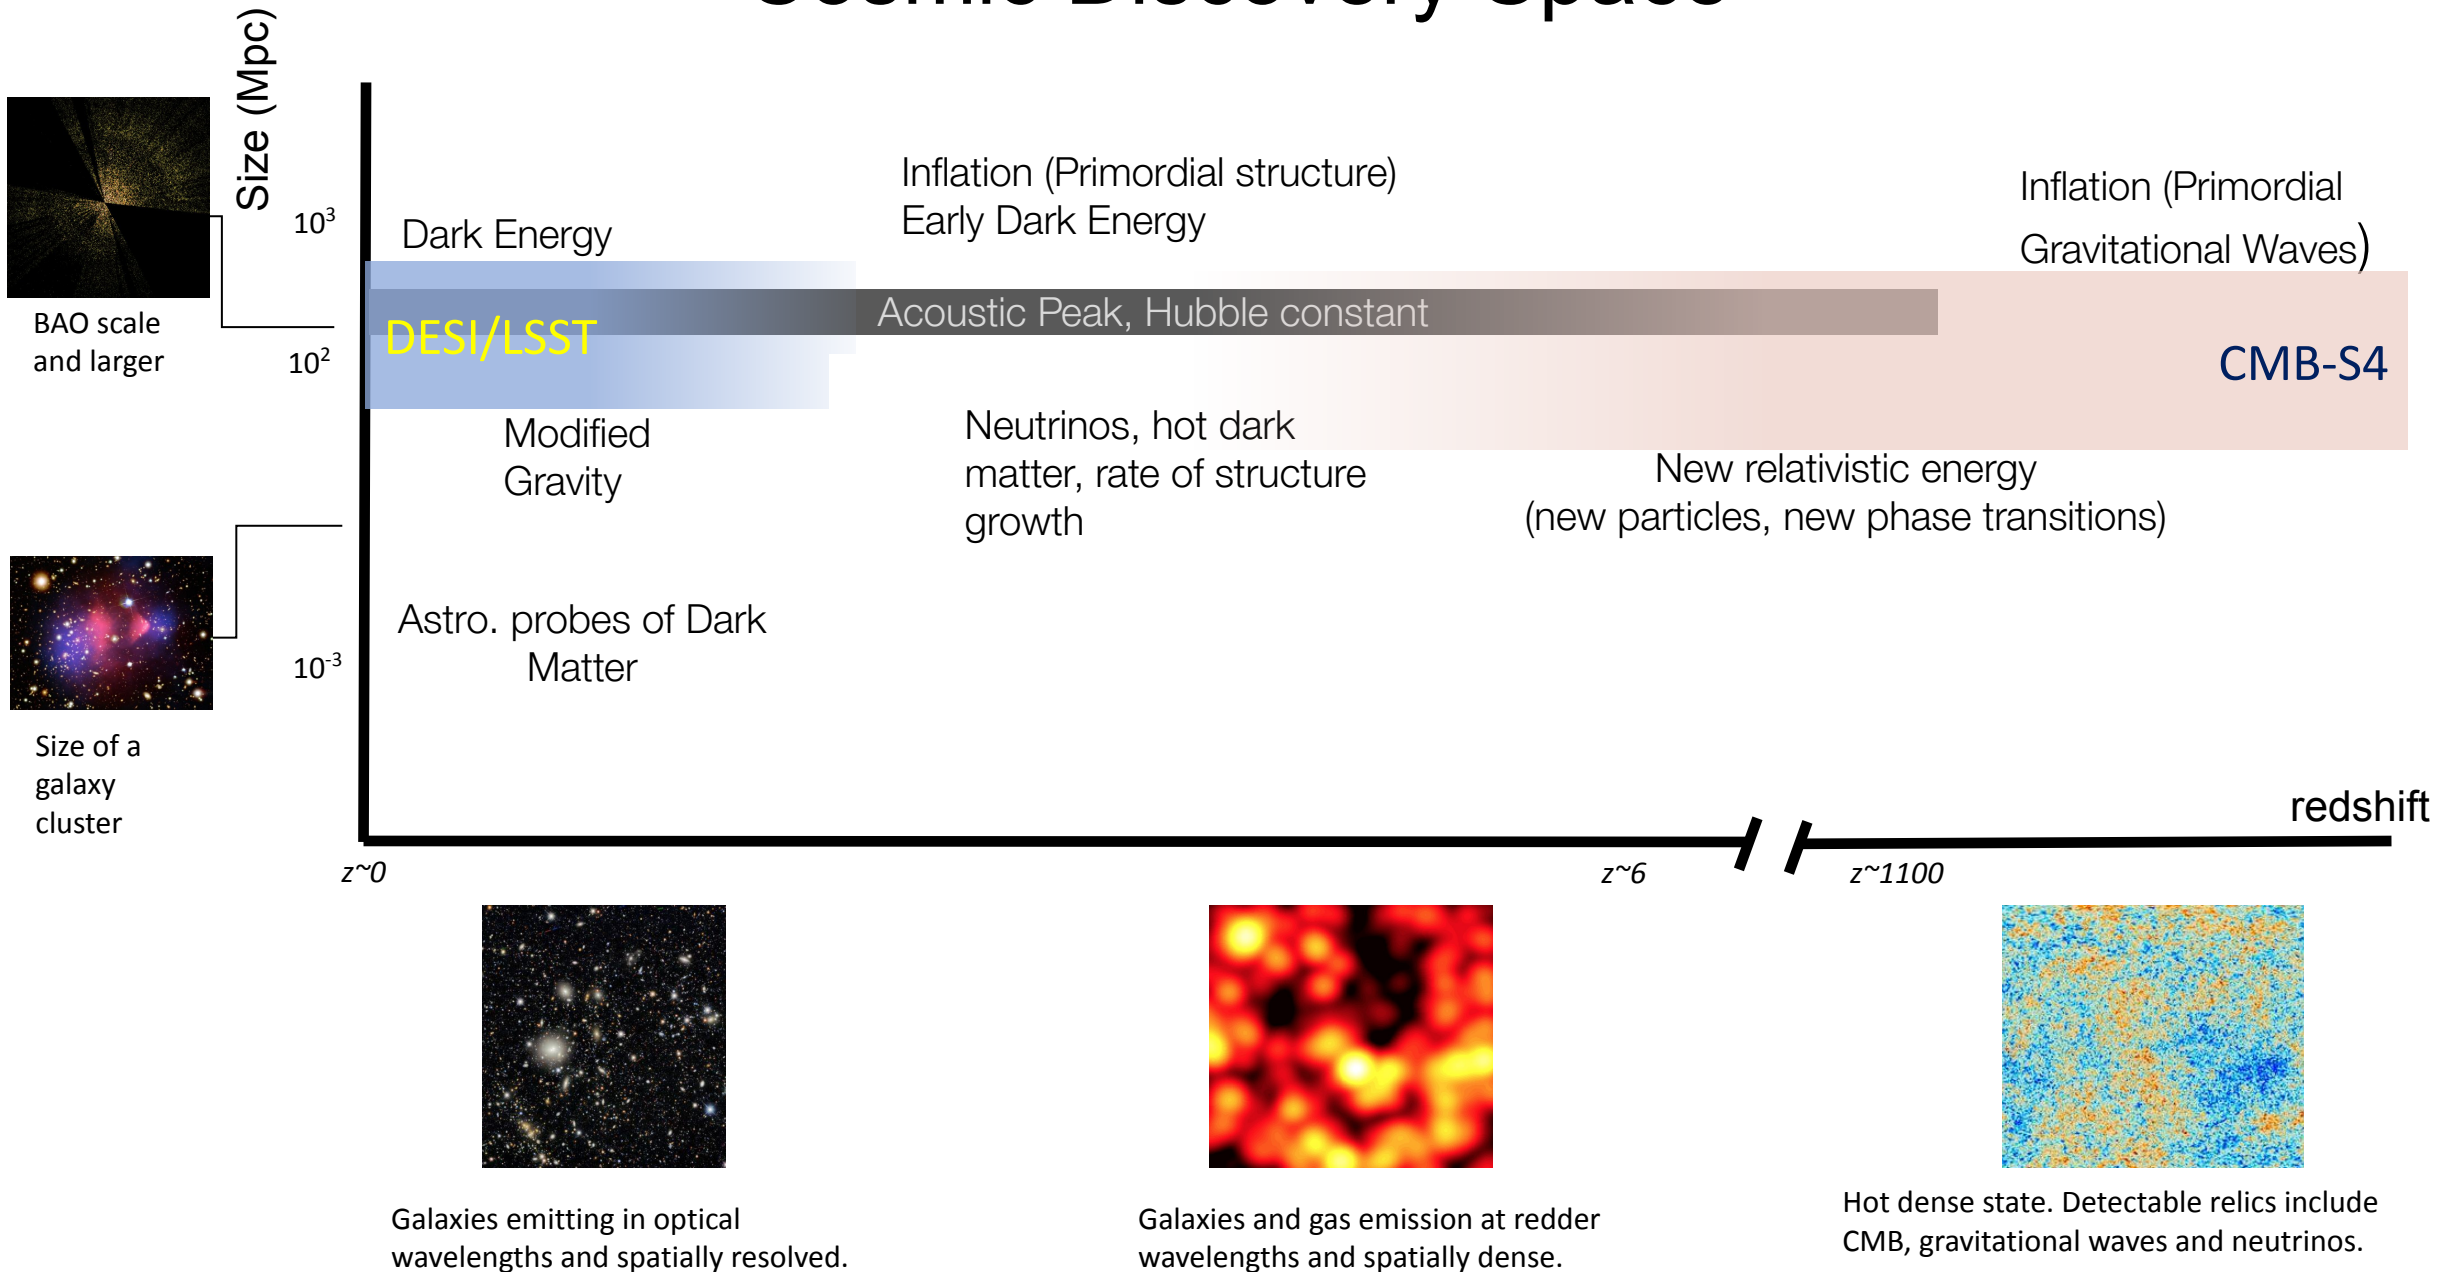 Cosmic Discovery Space
Size (Mpc)
10³
10²
10⁻³
BAO scale
and larger
Size of a
galaxy
cluster
Dark Energy
Inflation (Primordial structure)
Early Dark Energy
Inflation (Primordial
Gravitational Waves)
Acoustic Peak, Hubble constant
DESI/LSST
CMB-S4
Modified
Gravity
Neutrinos, hot dark
matter, rate of structure
growth
New relativistic energy
(new particles, new phase transitions)
Astro. probes of Dark
Matter
redshift
z~0
z~6
z~1100
Galaxies emitting in optical
wavelengths and spatially resolved.
Galaxies and gas emission at redder
wavelengths and spatially dense.
Hot dense state. Detectable relics include
CMB, gravitational waves and neutrinos.